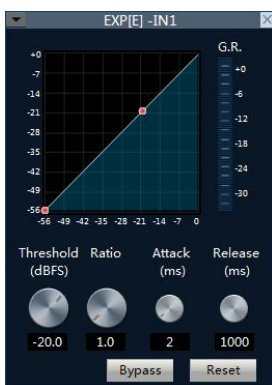 EXP[E] -IN1
G.R.
+0
-7
-14
-21
-28
-35
-42
-49
-56
-56 -49 -42 -35 -28 -21 -14 -7 0
+0
-6
-12
-18
-24
-30
Threshold Ratio Attack Release
(dBFS) (ms) (ms)
-20.0 1.0 2 1000
Bypass Reset